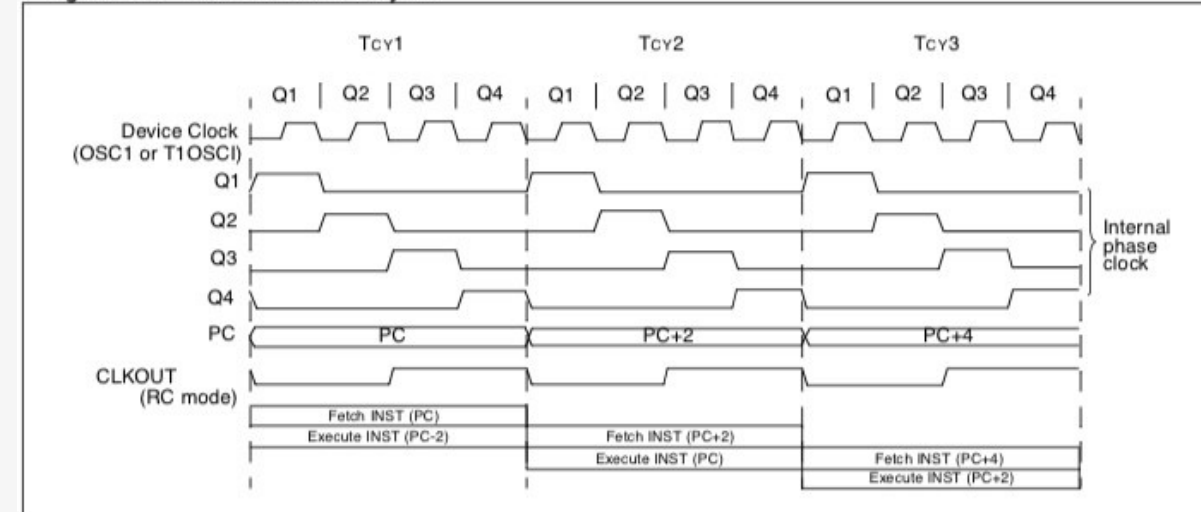 TCY1 TCY2 TCY3
Q1 Q2 Q3 Q4 Q1 Q2 Q3 Q4 Q1 Q2 Q3 Q4
Device Clock
(OSC1 or T1OSCI)
Q1
Q2
Q3
Q4
Internal
phase
clock
PC PC PC+2 PC+4
CLKOUT
(RC mode)
Fetch INST (PC)
Execute INST (PC-2) Fetch INST (PC+2)
Execute INST (PC) Fetch INST (PC+4)
Execute INST (PC+2)